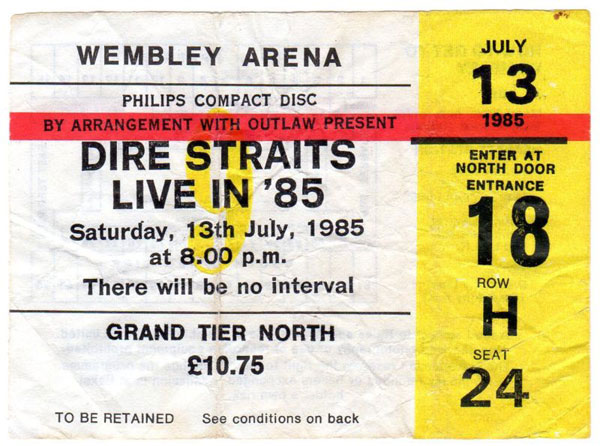 WEMBLEY ARENA
PHILIPS COMPACT DISC
BY ARRANGEMENT WITH OUTLAW PRESENT
DIRE STRAITS
LIVE IN '85
Saturday, 13th July, 1985
at 8.00 p.m.
There will be no interval
GRAND TIER NORTH
£10.75
TO BE RETAINED See conditions on back
9
JULY
13
1985
ENTER AT
NORTH DOOR
ENTRANCE
18
ROW
H
SEAT
24